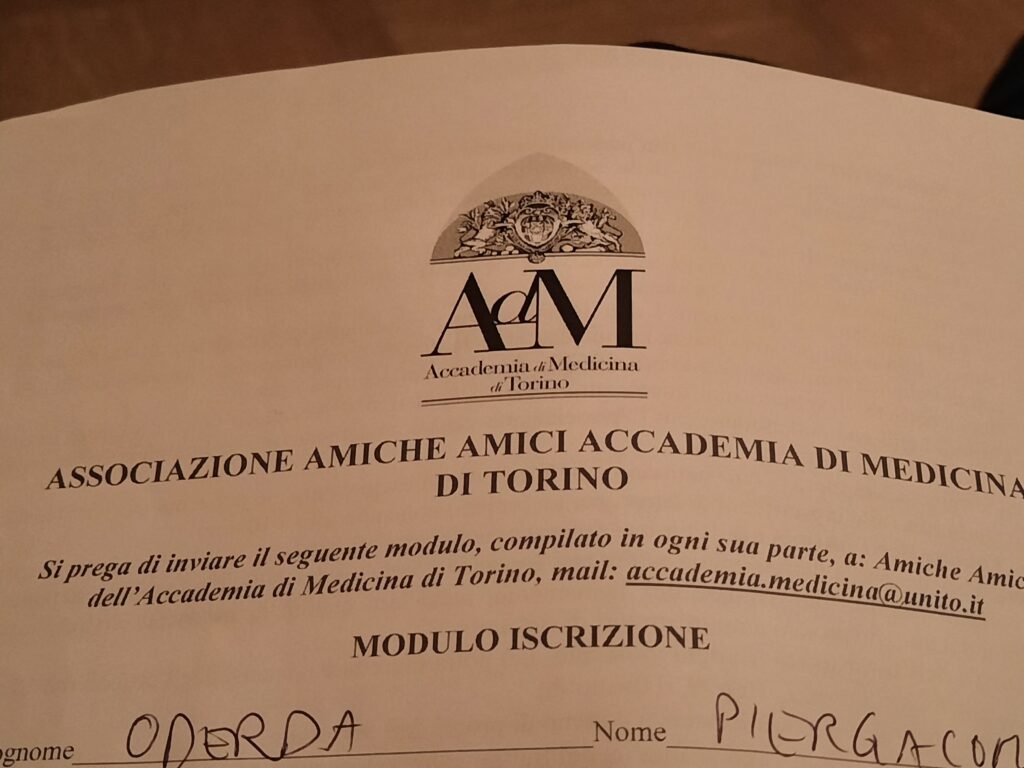 AdM
Accademia di Medicina
di Torino
ASSOCIAZIONE AMICHE AMICI ACCADEMIA DI MEDICINA
DI TORINO
Si prega di inviare il seguente modulo, compilato in ogni sua parte, a: Amiche Amic
dell'Accademia di Medicina di Torino, mail: accademia.medicina@unito.it
MODULO ISCRIZIONE
ognome ODERDA Nome PIERGACOM